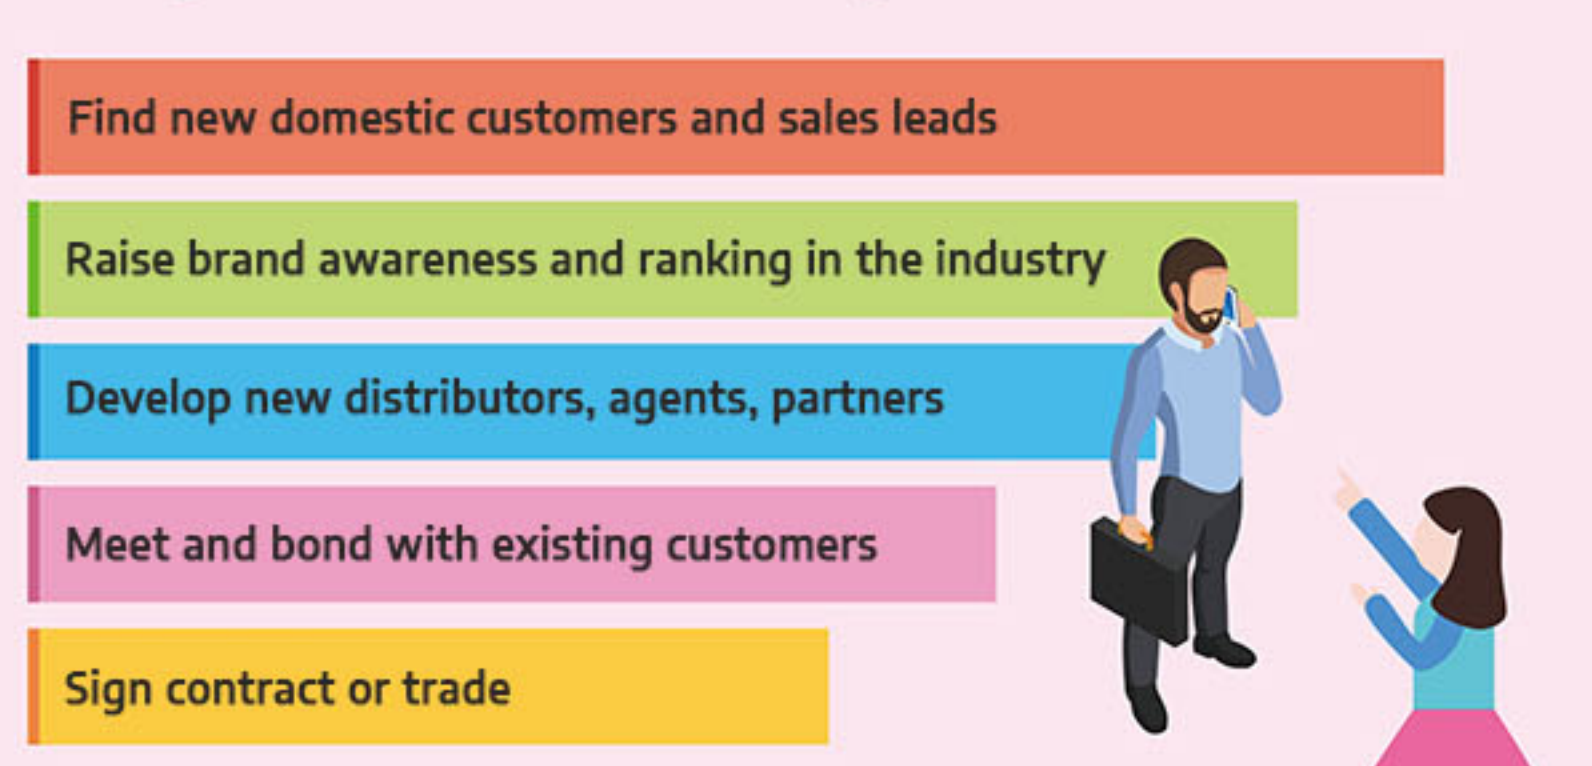 Find new domestic customers and sales leads
Raise brand awareness and ranking in the industry
Develop new distributors, agents, partners
Meet and bond with existing customers
Sign contract or trade